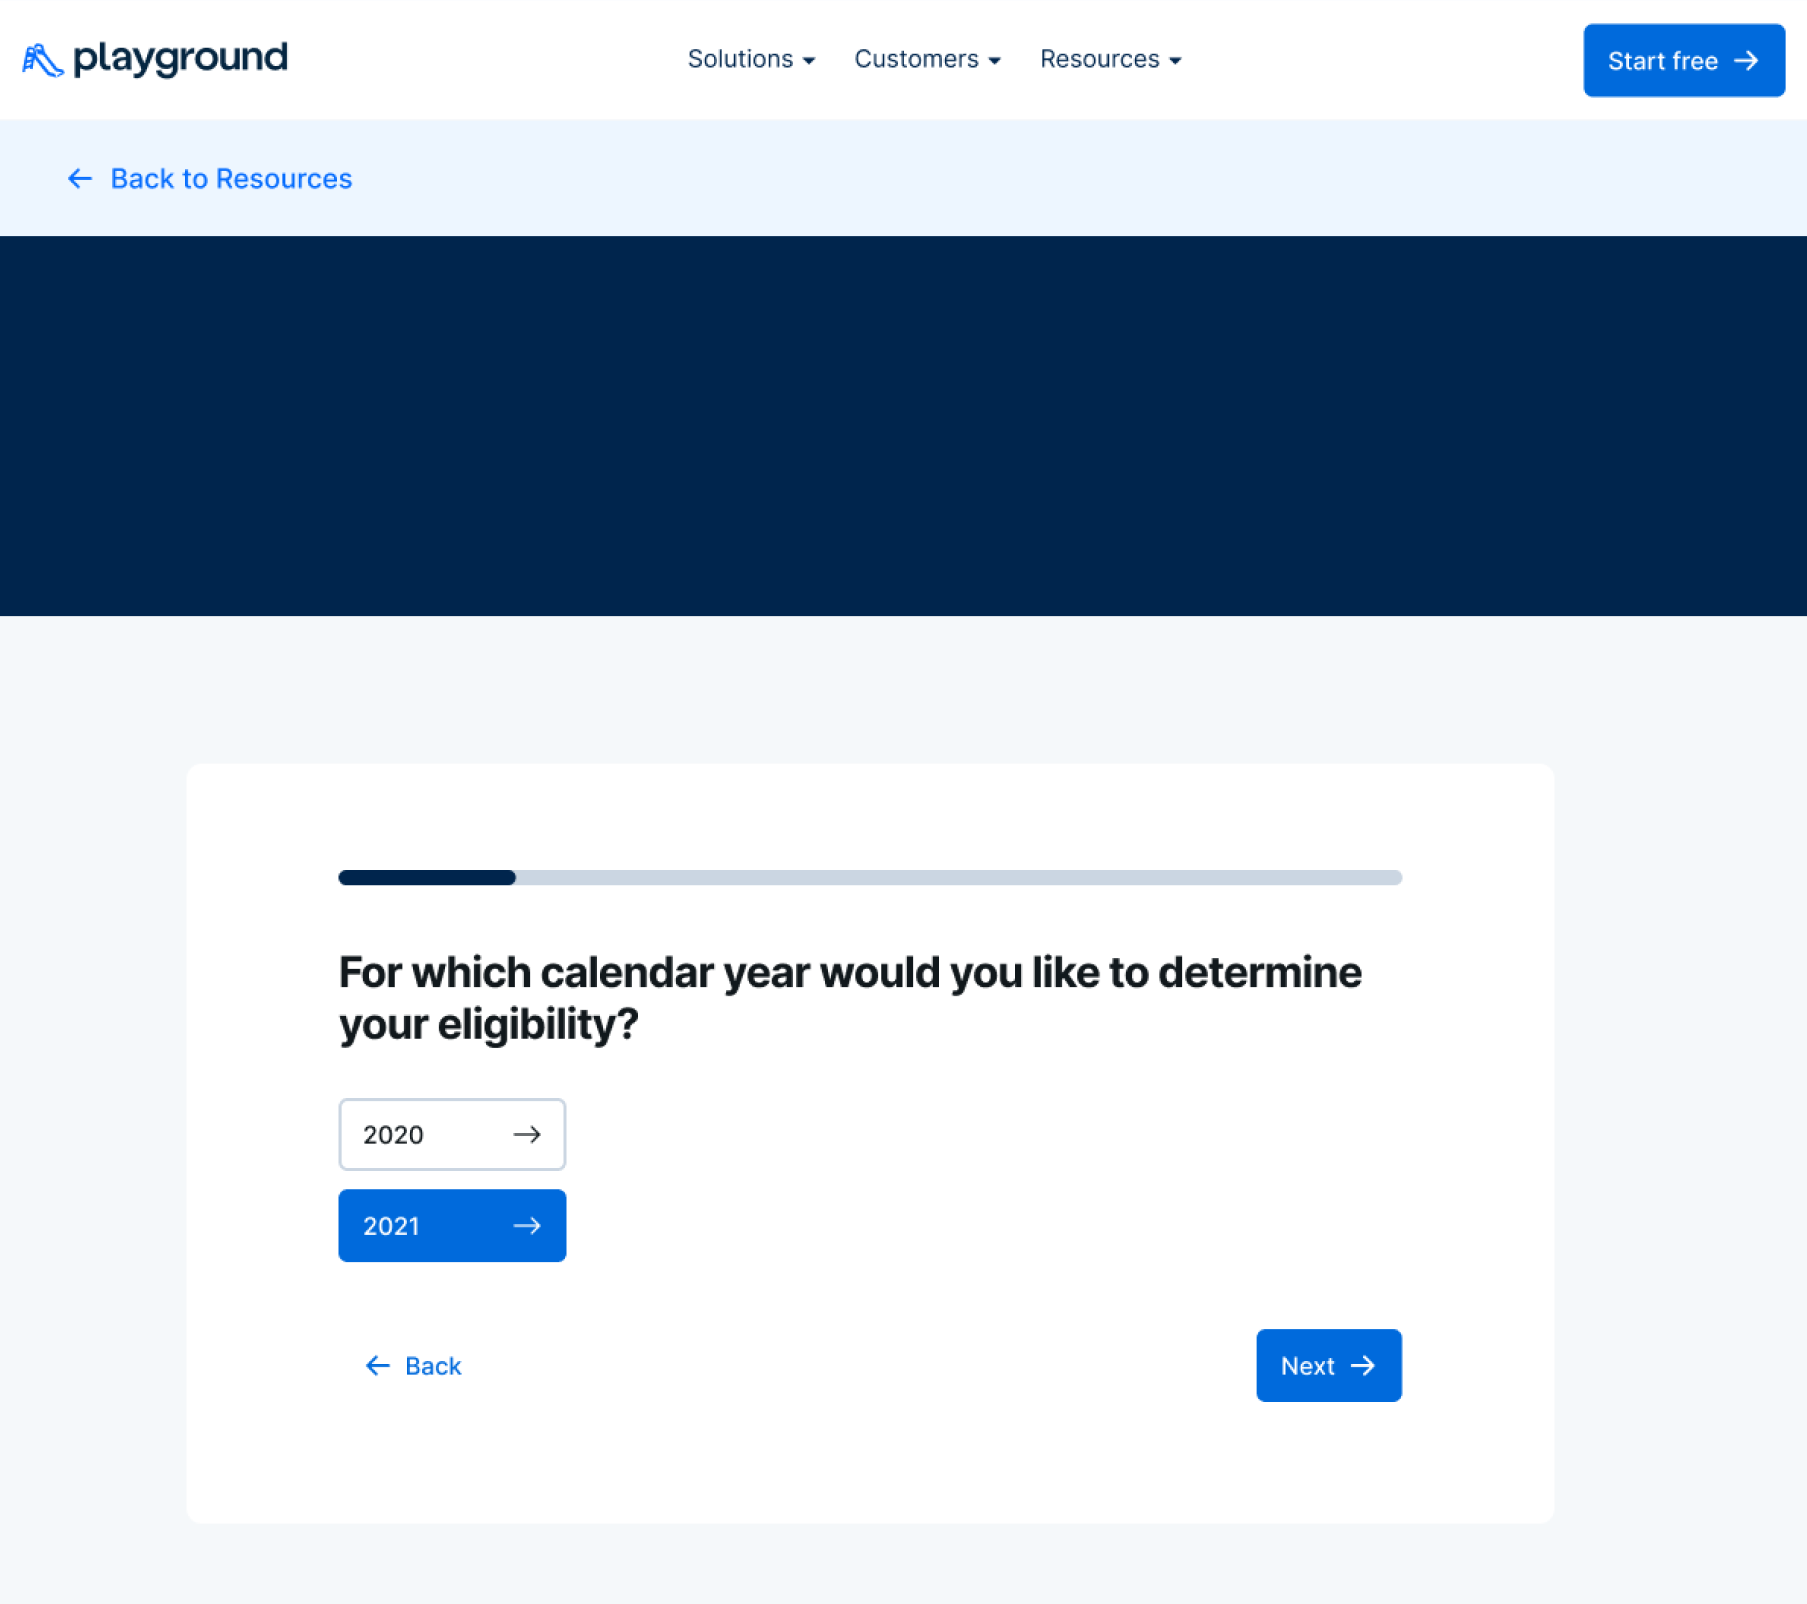 playground
Solutions
Customers
Resources
Start free
Back to Resources
For which calendar year would you like to determine
your eligibility?
2020
2021
Back
Next